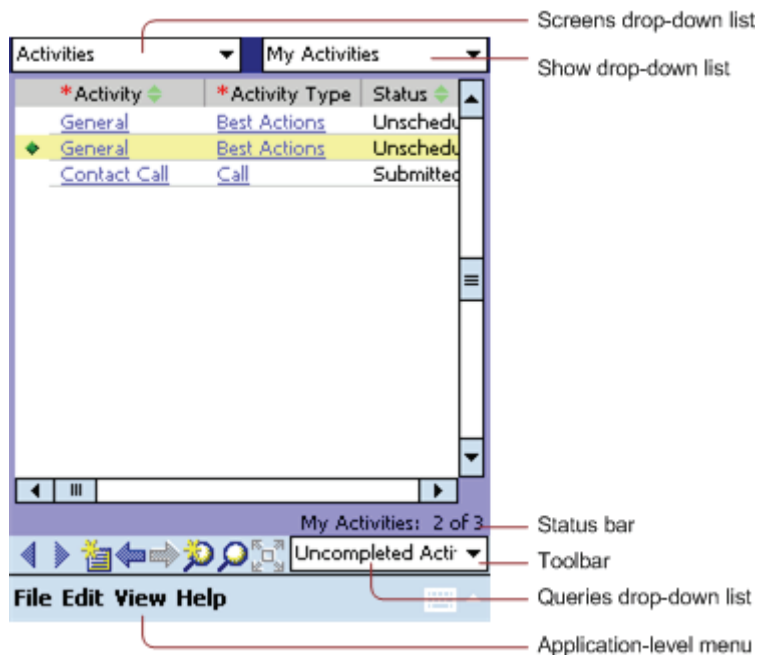 Screens drop-down list
Activities My Activities
Show drop-down list
*Activity *Activity Type Status
General Best Actions Unschedu
General Best Actions Unschedu
Contact Call Call Submitted
My Activities: 2 of 3
Status bar
Uncompleted Acti
Toolbar
File Edit View Help
Queries drop-down list
Application-level menu